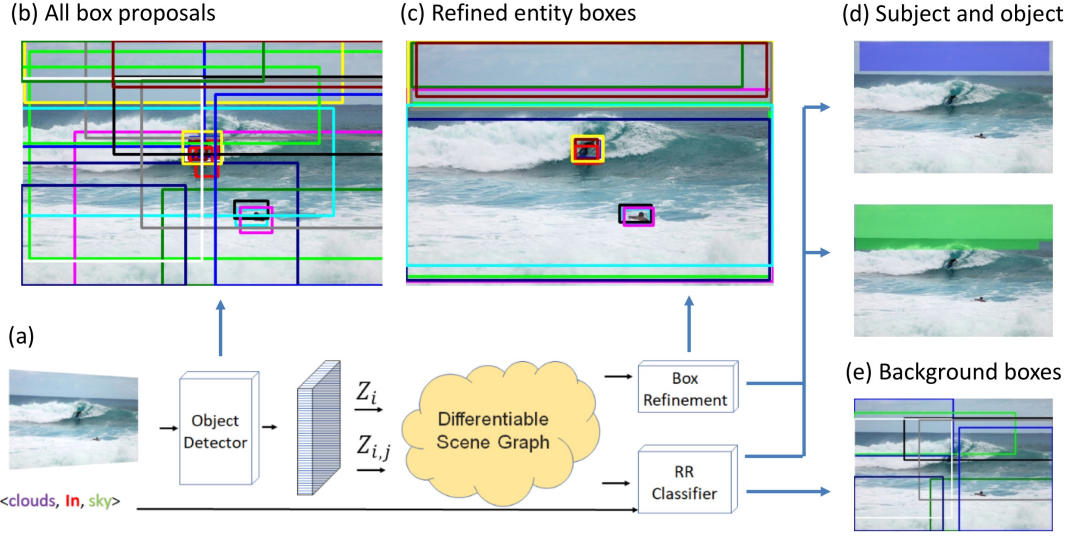 (b) All box proposals
(c) Refined entity boxes
(d) Subject and object
(a)
Object
Detector
Z_i
Z_{i,j}
Differentiable
Scene Graph
Box
Refinement
RR
Classifier
(e) Background boxes
<clouds, In, sky>